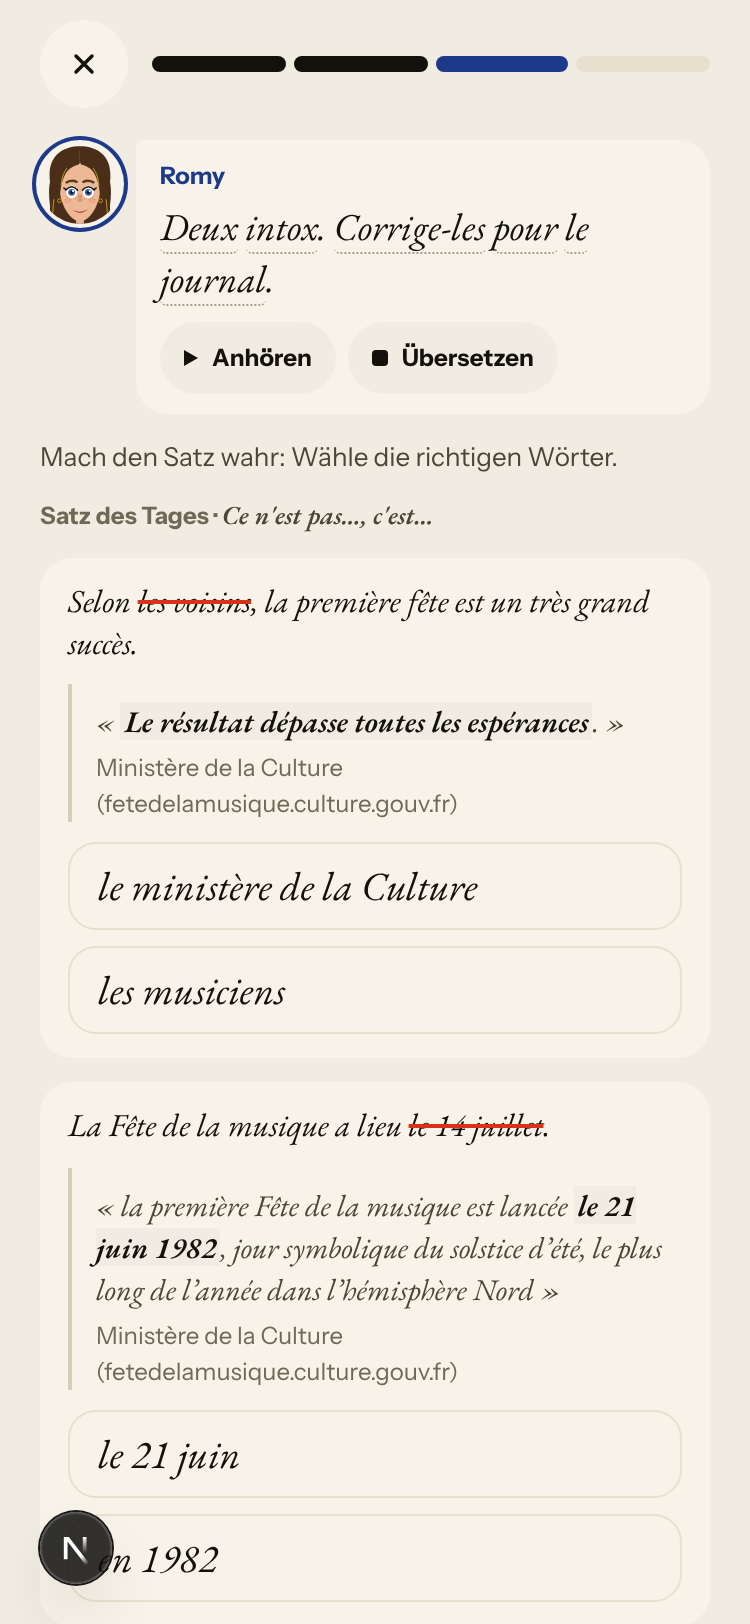 Romy
Deux intox. Corrige-les pour le
journal.
Anhören
Übersetzen
Mach den Satz wahr: Wähle die richtigen Wörter.
Satz des Tages · Ce n'est pas..., c'est...
Selon les voisins, la première fête est un très grand
succès.
« Le résultat dépasse toutes les espérances. »
Ministère de la Culture
(fetedelamusique.culture.gouv.fr)
le ministère de la Culture
les musiciens
La Fête de la musique a lieu le 14 juillet.
« la première Fête de la musique est lancée le 21
juin 1982, jour symbolique du solstice d’été, le plus
long de l’année dans l’hémisphère Nord »
Ministère de la Culture
(fetedelamusique.culture.gouv.fr)
le 21 juin
N
en 1982